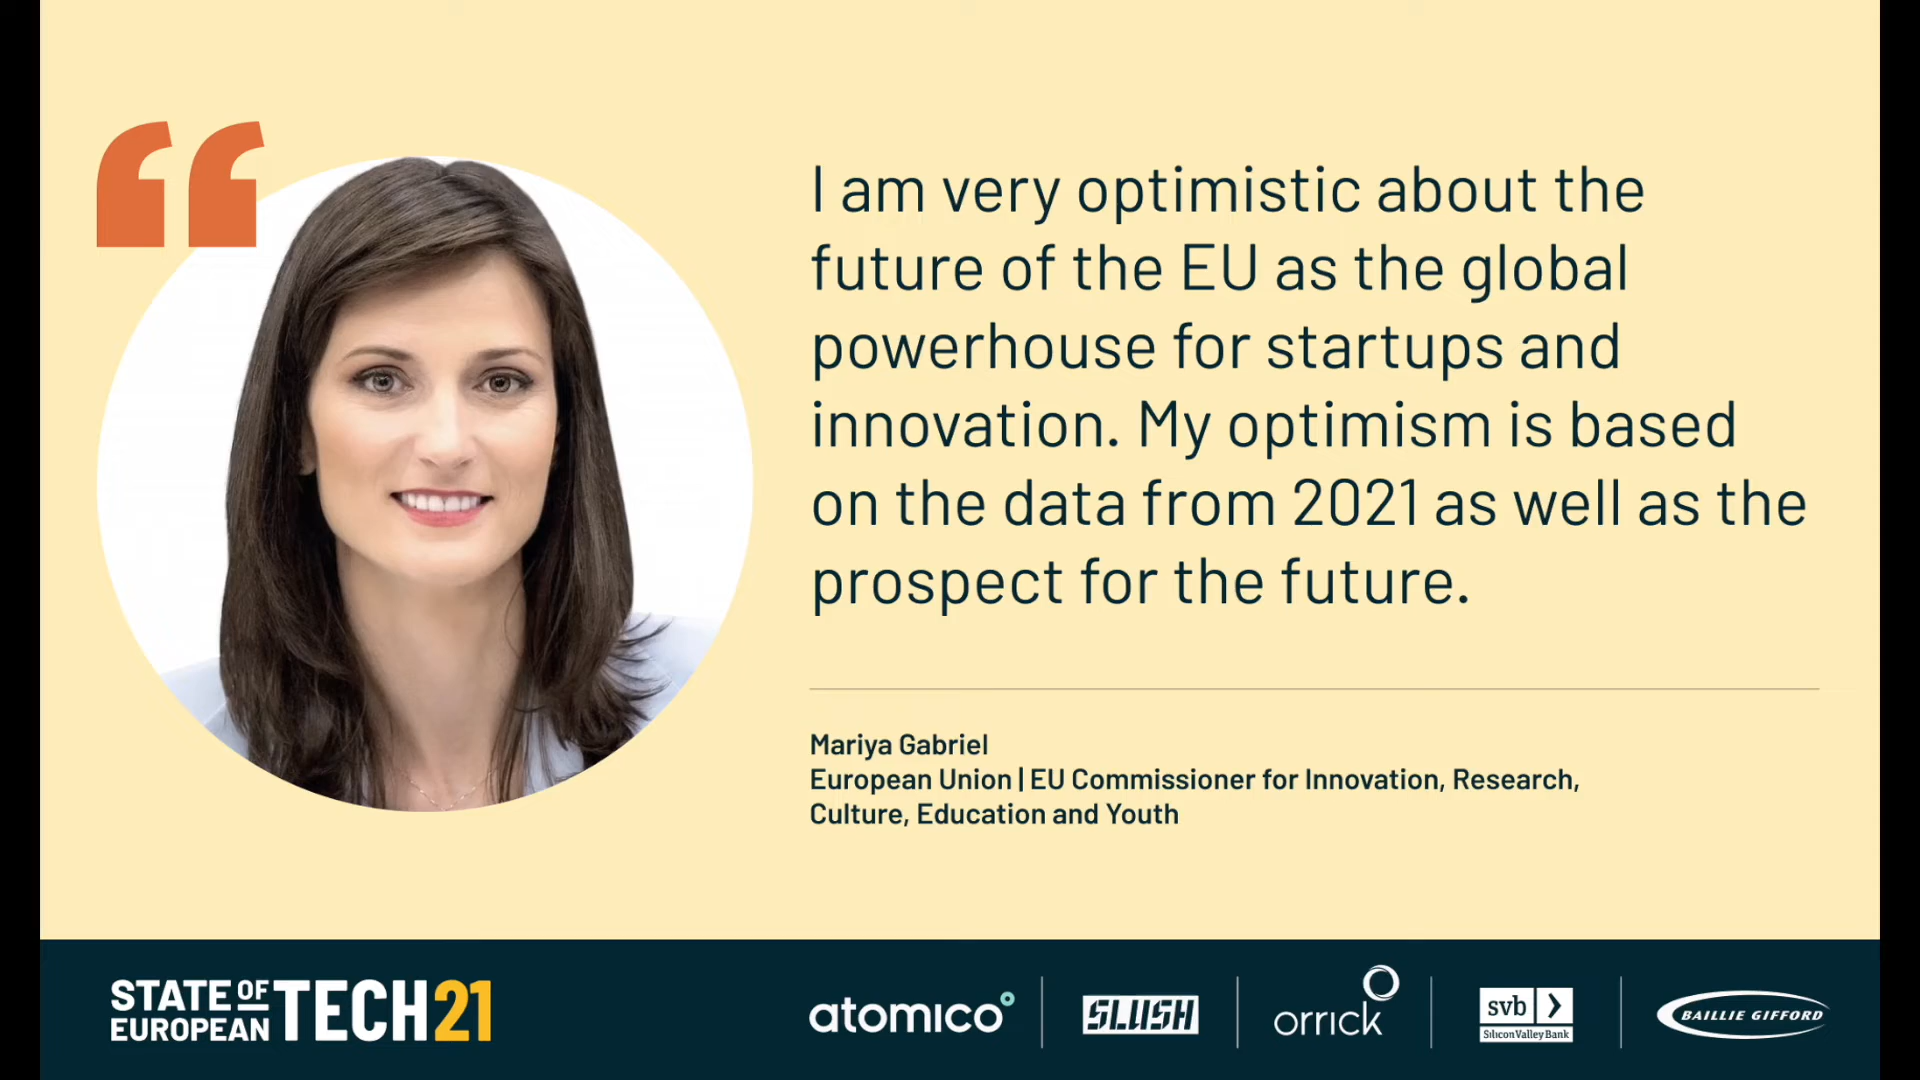 I am very optimistic about the
future of the EU as the global
powerhouse for startups and
innovation. My optimism is based
on the data from 2021 as well as the
prospect for the future.
Mariya Gabriel
European Union | EU Commissioner for Innovation, Research,
Culture, Education and Youth
STATE OF
EUROPEAN TECH21
atomico
SLUSH
orrick
svb
Silicon Valley Bank
BAILLIE GIFFORD